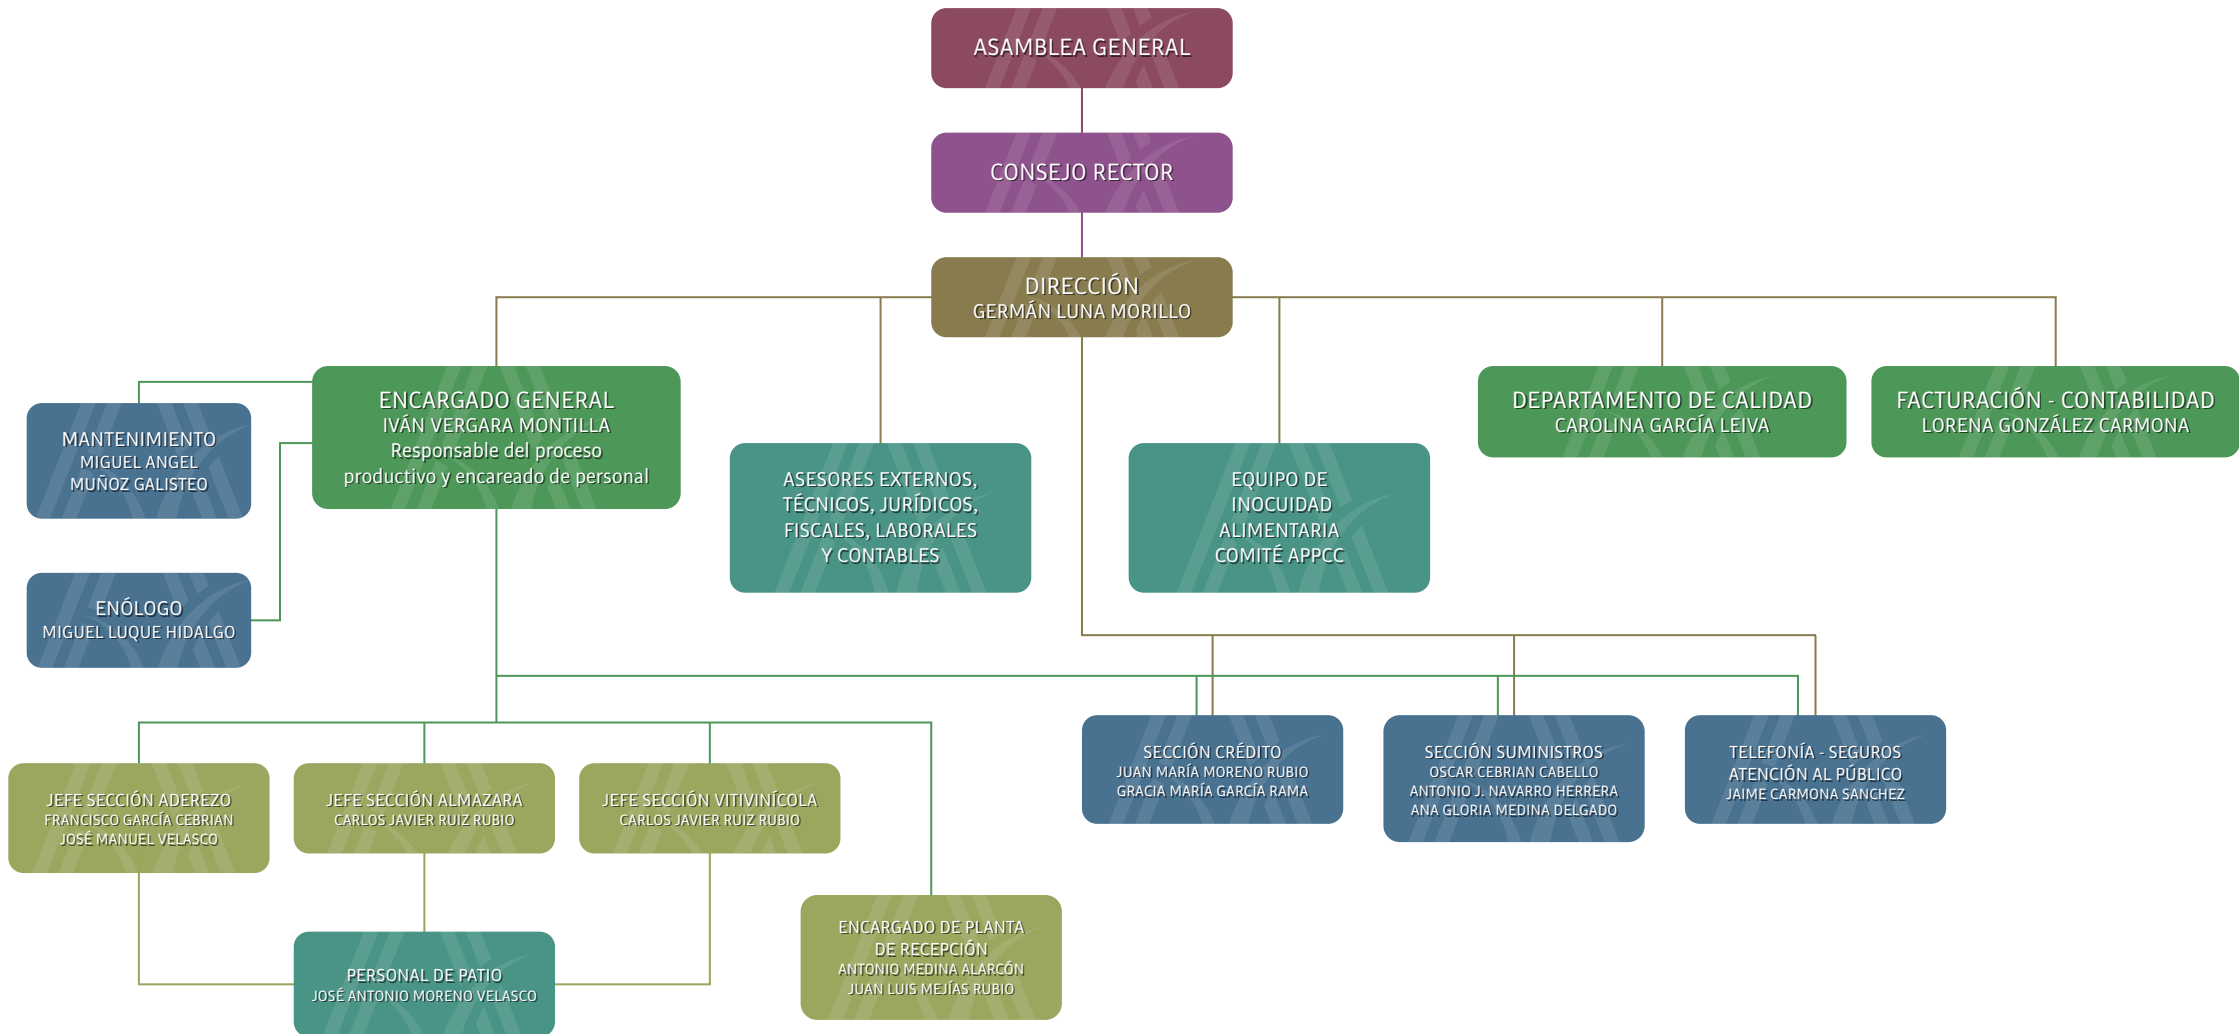 ASAMBLEA GENERAL
CONSEJO RECTOR
DIRECCIÓN
GERMÁN LUNA MORILLO
ENCARGADO GENERAL
IVÁN VERGARA MONTILLA
Responsable del proceso
productivo y encareado de personal
DEPARTAMENTO DE CALIDAD
CAROLINA GARCÍA LEIVA
FACTURACIÓN - CONTABILIDAD
LORENA GONZÁLEZ CARMONA
MANTENIMIENTO
MIGUEL ANGEL
MUÑOZ GALISTEO
ASESORES EXTERNOS,
TÉCNICOS, JURÍDICOS,
FISCALES, LABORALES
Y CONTABLES
EQUIPO DE
INOCUIDAD
ALIMENTARIA
COMITÉ APPCC
ENÓLOGO
MIGUEL LUQUE HIDALGO
SECCIÓN CRÉDITO
JUAN MARÍA MORENO RUBIO
GRACIA MARÍA GARCÍA RAMA
SECCIÓN SUMINISTROS
OSCAR CEBRIAN CABELLO
ANTONIO J. NAVARRO HERRERA
ANA GLORIA MEDINA DELGADO
TELEFONÍA - SEGUROS
ATENCIÓN AL PÚBLICO
JAIME CARMONA SANCHEZ
JEFE SECCIÓN ADEREZO
FRANCISCO GARCÍA CEBRIAN
JOSÉ MANUEL VELASCO
JEFE SECCIÓN ALMAZARA
CARLOS JAVIER RUIZ RUBIO
JEFE SECCIÓN VITIVINÍCOLA
CARLOS JAVIER RUIZ RUBIO
ENCARGADO DE PLANTA
DE RECEPCIÓN
ANTONIO MEDINA ALARCÓN
JUAN LUIS MEJÍAS RUBIO
PERSONAL DE PATIO
JOSÉ ANTONIO MORENO VELASCO